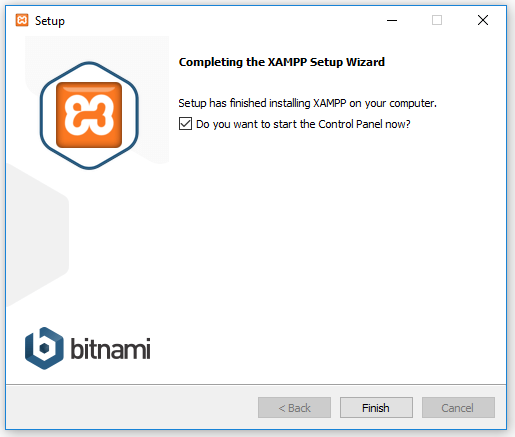 Setup
Completing the XAMPP Setup Wizard
Setup has finished installing XAMPP on your computer.
Do you want to start the Control Panel now?
bitnami
< Back
Finish
Cancel